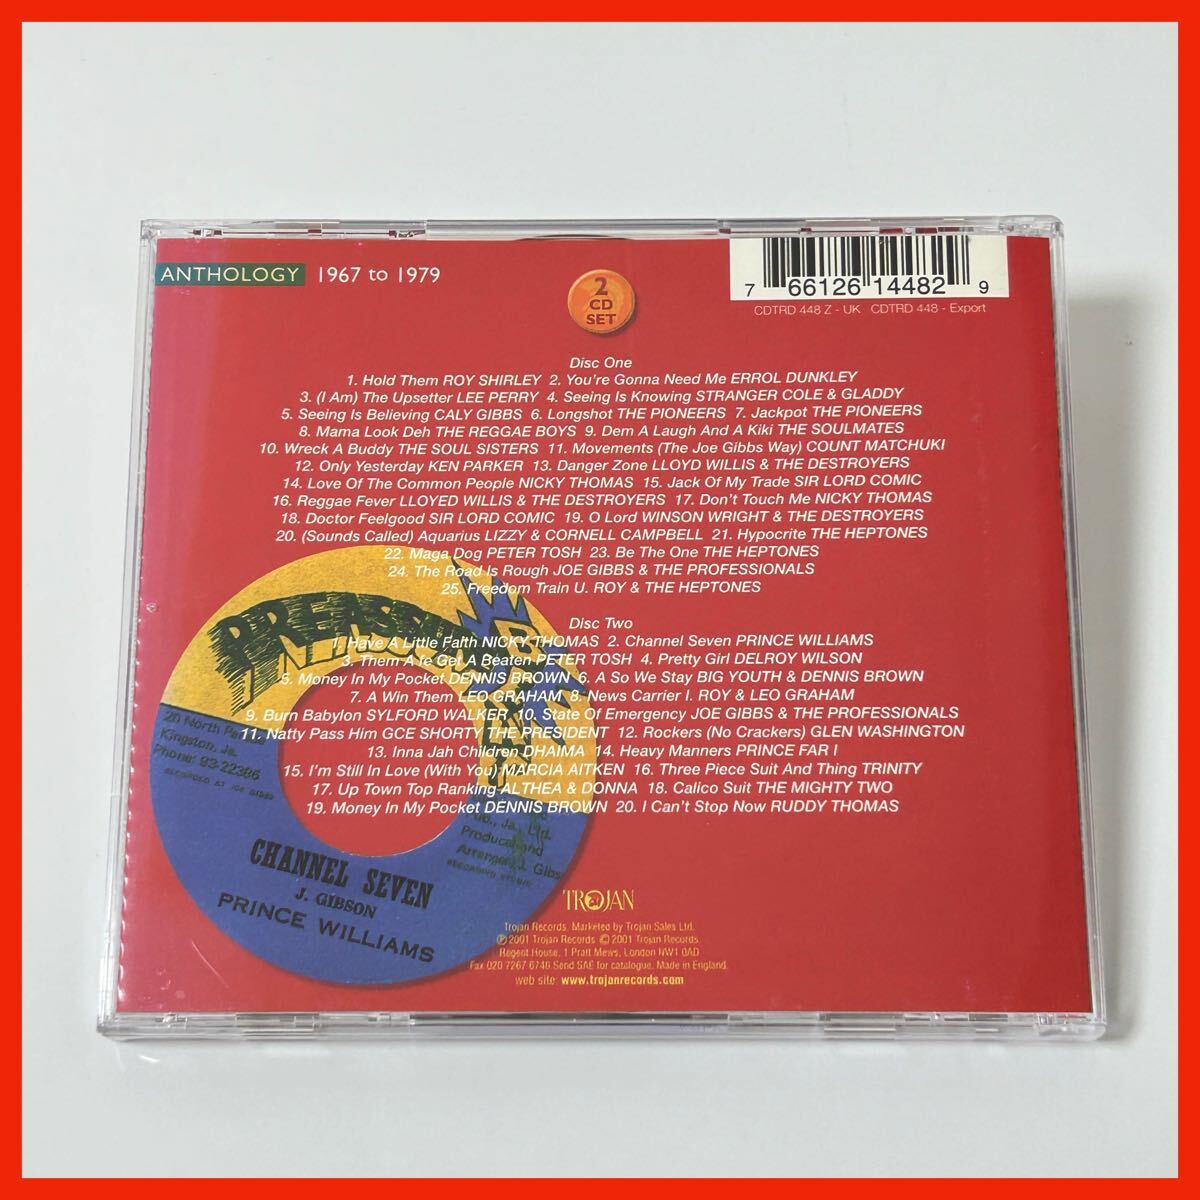 ANTHOLOGY 1967 to 1979
2
CD
SET
7 66126 14482 9
CDTRD 448 Z - UK CDTRD 448 - Export
Disc One
1. Hold Them ROY SHIRLEY 2. You're Gonna Need Me ERROL DUNKLEY
3. (I Am) The Upsetter LEE PERRY 4. Seeing Is Knowing STRANGER COLE & GLADDY
5. Seeing Is Believing CALY GIBBS 6. Longshot THE PIONEERS 7. Jackpot THE PIONEERS
8. Mama Look Deh THE REGGAE BOYS 9. Dem A Laugh And A Kiki THE SOULMATES
10. Wreck A Buddy THE SOUL SISTERS 11. Movements (The Joe Gibbs Way) COUNT MATCHUKI
12. Only Yesterday KEN PARKER 13. Danger Zone LLOYD WILLIS & THE DESTROYERS
14. Love Of The Common People NICKY THOMAS 15. Jack Of My Trade SIR LORD COMIC
16. Reggae Fever LLOYED WILLIS & THE DESTROYERS 17. Don't Touch Me NICKY THOMAS
18. Doctor Feelgood SIR LORD COMIC 19. O Lord WINSON WRIGHT & THE DESTROYERS
20. (Sounds Called) Aquarius LIZZY & CORNELL CAMPBELL 21. Hypocrite THE HEPTONES
22. Maga Dog PETER TOSH 23. Be The One THE HEPTONES
24. The Road Is Rough JOE GIBBS & THE PROFESSIONALS
25. Freedom Train U. ROY & THE HEPTONES
Disc Two
1. Have A Little Faith NICKY THOMAS 2. Channel Seven PRINCE WILLIAMS
3. Them A fe Get A Beaten PETER TOSH 4. Pretty Girl DELROY WILSON
5. Money In My Pocket DENNIS BROWN 6. A So We Stay BIG YOUTH & DENNIS BROWN
7. A Win Them LEO GRAHAM 8. News Carrier I. ROY & LEO GRAHAM
9. Burn Babylon SYLFORD WALKER 10. State Of Emergency JOE GIBBS & THE PROFESSIONALS
11. Natty Pass Him GCE SHORTY THE PRESIDENT 12. Rockers (No Crackers) GLEN WASHINGTON
13. Inna Jah Children DHAIMA 14. Heavy Manners PRINCE FAR I
15. I'm Still In Love (With You) MARCIA AITKEN 16. Three Piece Suit And Thing TRINITY
17. Up Town Top Ranking ALTHEA & DONNA 18. Calico Suit THE MIGHTY TWO
19. Money In My Pocket DENNIS BROWN 20. I Can't Stop Now RUDDY THOMAS
20 North Parade
Kingston, Ja.
Phone: 93-22386
RECORDED AT JOE GIBBS
Produced and
CHANNEL SEVEN
J. GIBSON
PRINCE WILLIAMS
TROJAN
Trojan Records. Marketed by Trojan Sales Ltd.
℗ 2001 Trojan Records © 2001 Trojan Records.
Regent House, 1 Pratt Mews, London NW1 0AD
Fax 020 7267 6746 Send SAE for catalogue. Made in England.
web site: www.trojanrecords.com